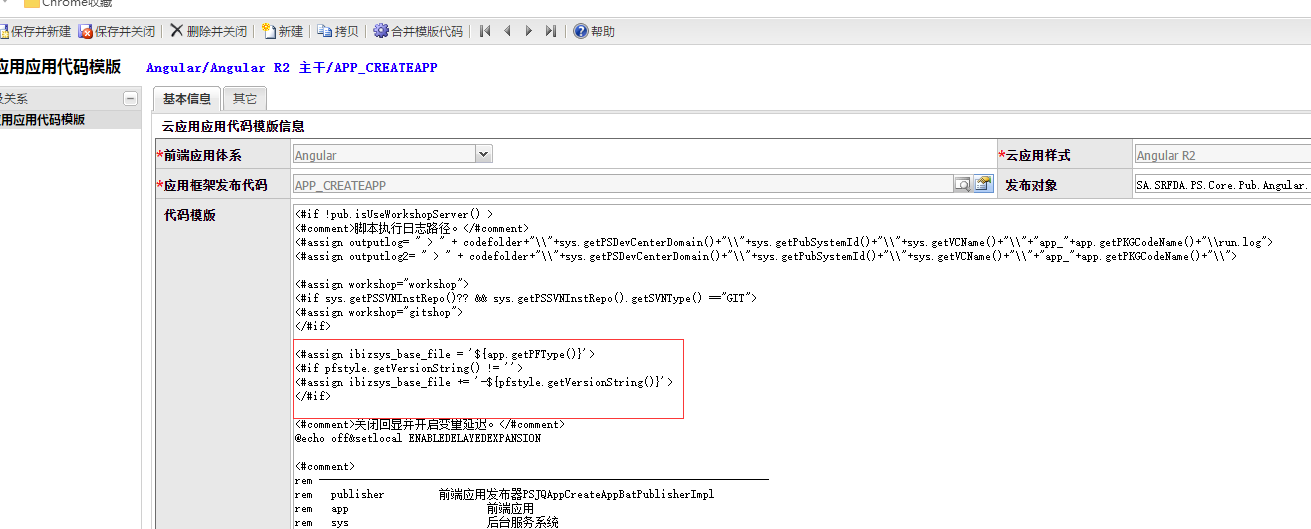 Chrome收藏
保存并新建 保存并关闭 删除并关闭 新建 拷贝 合并模版代码 帮助
应用应用代码模版 Angular/Angular R2 主干/APP_CREATEAPP
及关系 基本信息 其它
应用应用代码模版
云应用应用代码模版信息
*前端应用体系 Angular *云应用样式 Angular R2
*应用框架发布代码 APP_CREATEAPP 发布对象 SA.SRFDA.PS.Core.Pub.Angular.
代码模版
<#if !pub.isUseWorkshopServer() >
<#comment>脚本执行日志路径。</#comment>
<#assign outputlog= " > " + codefolder+"\\"+sys.getPSDevCenterDomain()+"\\"+sys.getPubSystemId()+"\\"+sys.getVCName()+"\\"+"app_"+app.getPKGCodeName()+"\\run.log">
<#assign outputlog2= " > " + codefolder+"\\"+sys.getPSDevCenterDomain()+"\\"+sys.getPubSystemId()+"\\"+sys.getVCName()+"\\"+"app_"+app.getPKGCodeName()+"\\">
<#assign workshop="workshop">
<#if sys.getPSSVNInstRepo()?? && sys.getPSSVNInstRepo().getSVNType() =="GIT">
<#assign workshop="gitshop">
</#if>
<#assign ibizsys_base_file = '${app.getPFType()}'>
<#if pfstyle.getVersionString() != ''>
<#assign ibizsys_base_file += '-${pfstyle.getVersionString()}'>
</#if>
<#comment>关闭回显并开启变量延迟。</#comment>
@echo off&setlocal ENABLEDELAYEDEXPANSION
<#comment>
rem
rem publisher 前端应用发布器PSJQAppCreateAppBatPublisherImpl
rem app 前端应用
rem sys 后台服务系统